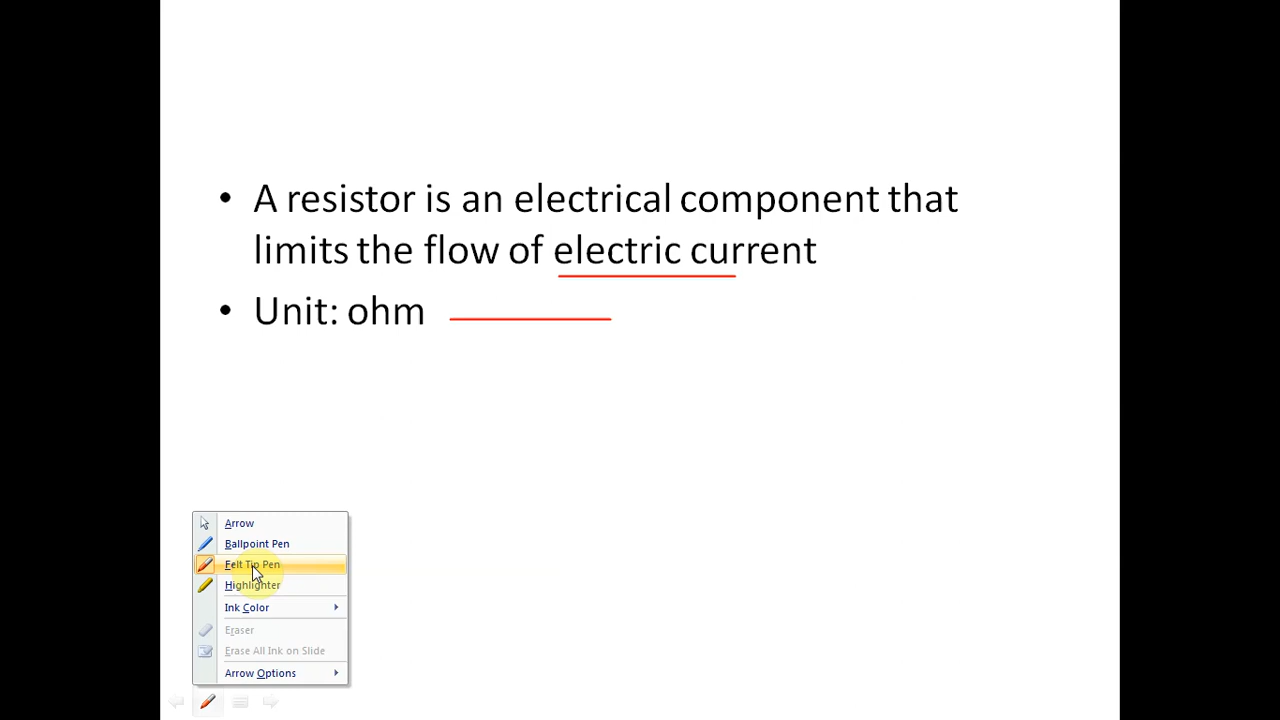 • A resistor is an electrical component that
limits the flow of electric current
• Unit: ohm
Arrow
Ballpoint Pen
Felt Tip Pen
Highlighter
Ink Color
Eraser
Erase All Ink on Slide
Arrow Options